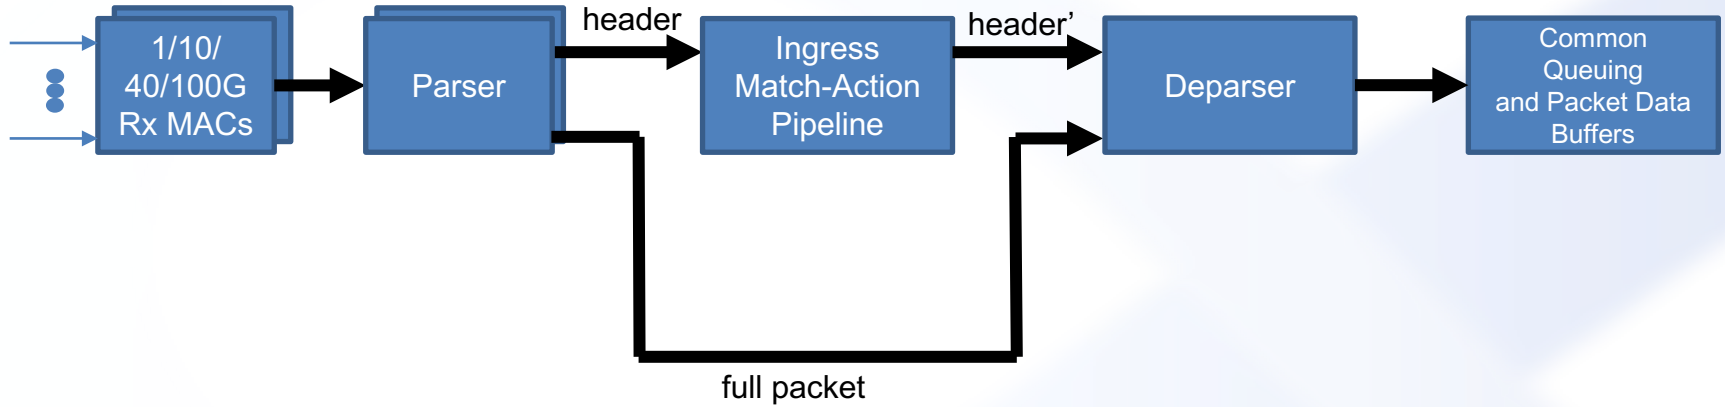 1/10/
40/100G
Rx MACs
Parser
header
Ingress
Match-Action
Pipeline
header’
Deparser
Common
Queuing
and Packet Data
Buffers
full packet